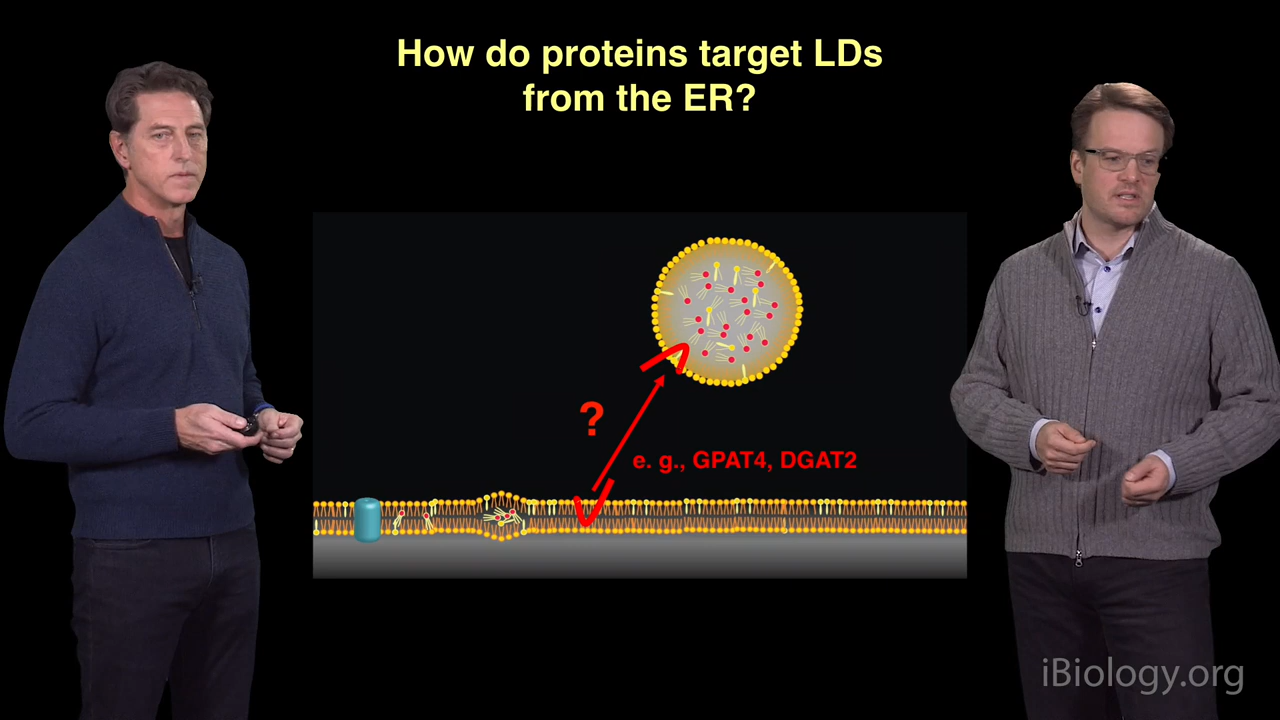 How do proteins target LDs
from the ER?
?
e. g., GPAT4, DGAT2
iBiology.org